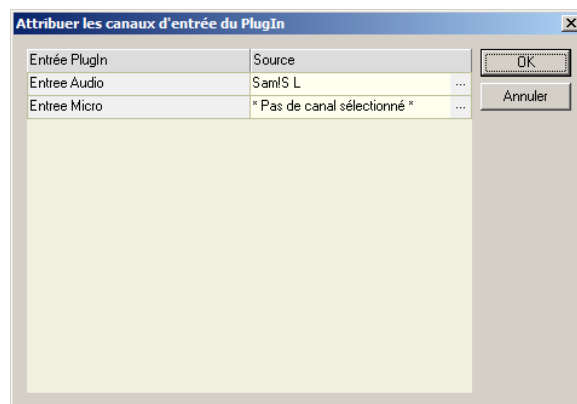 Attribuer les canaux d'entrée du PlugIn
Entrée PlugIn Source
Entree Audio Sam!S L ...
Entree Micro * Pas de canal sélectionné * ...
OK
Annuler